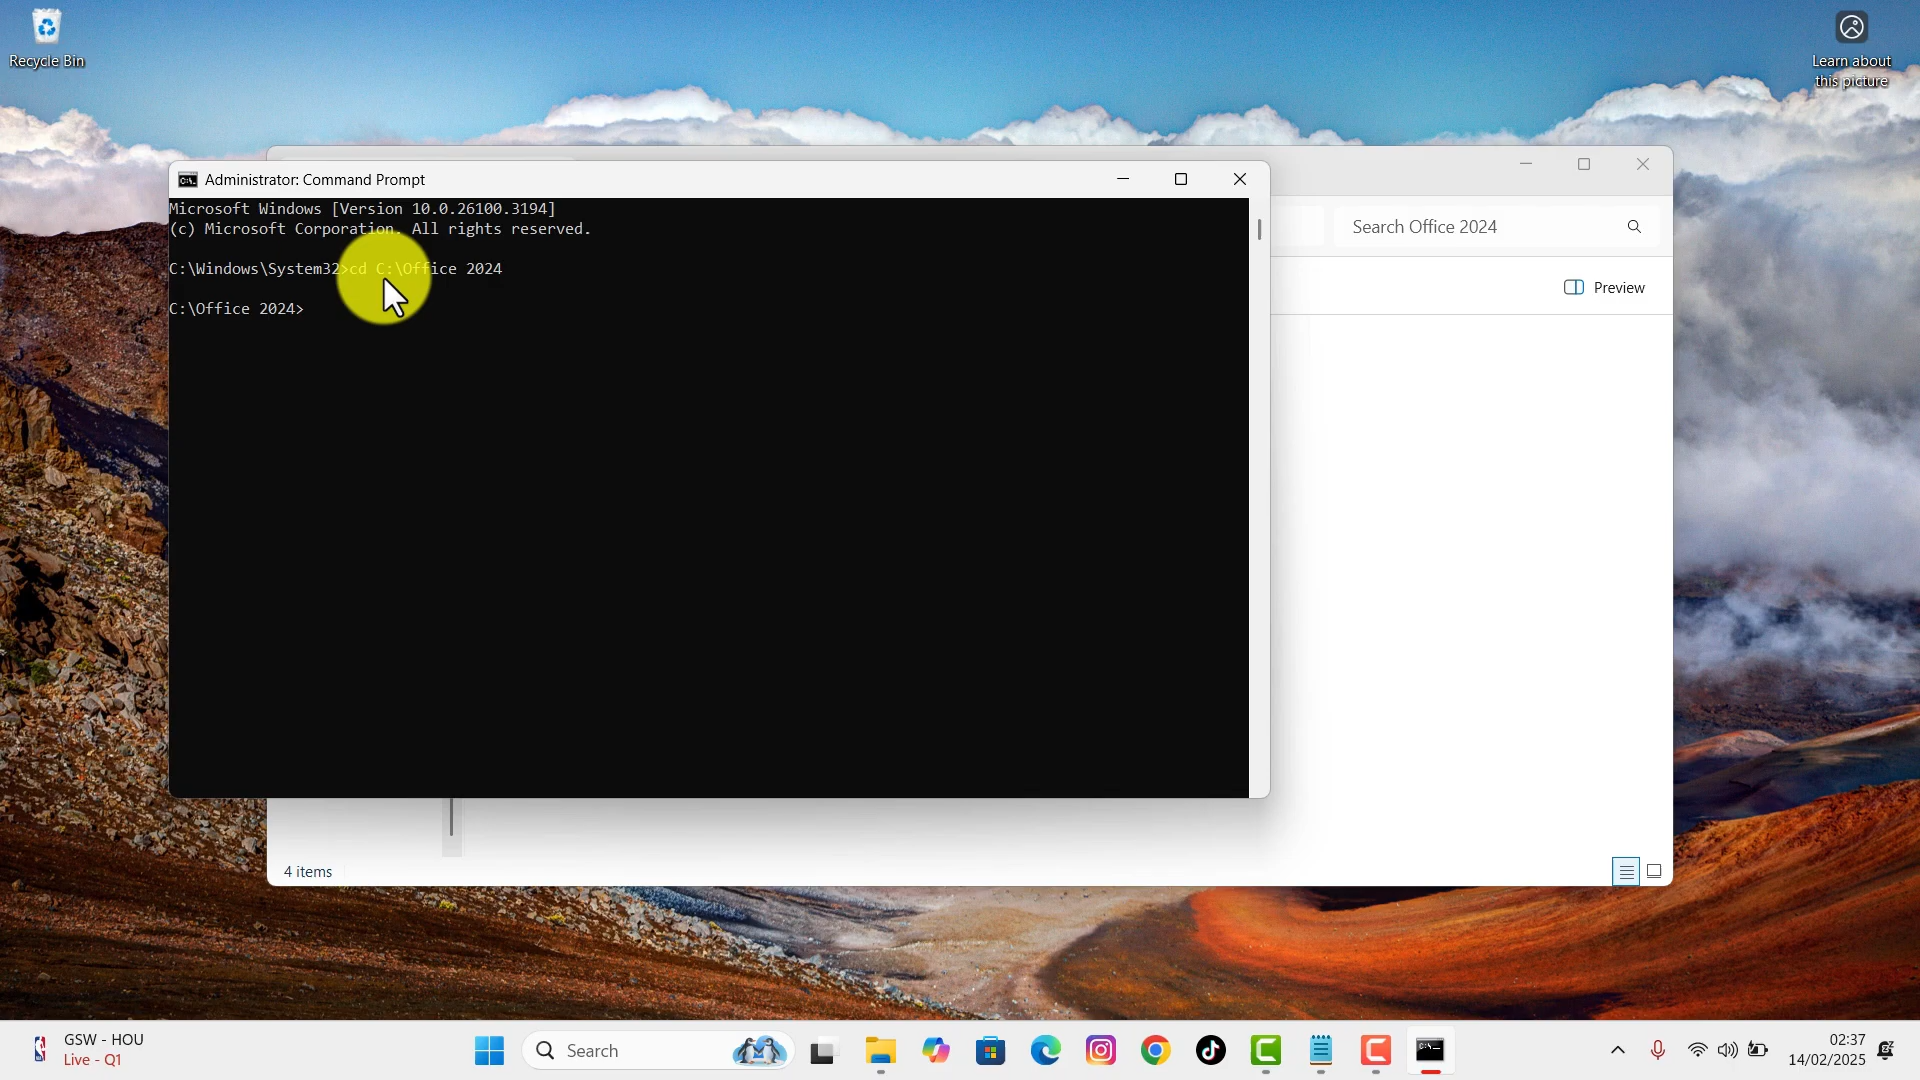 Recycle Bin
Learn about
this picture
Administrator: Command Prompt
Microsoft Windows [Version 10.0.26100.3194]
(c) Microsoft Corporation. All rights reserved.
C:\Windows\System32>cd C:\Office 2024
C:\Office 2024>
Search Office 2024
Preview
4 items
GSW - HOU
Live - Q1
Search
02:37
14/02/2025